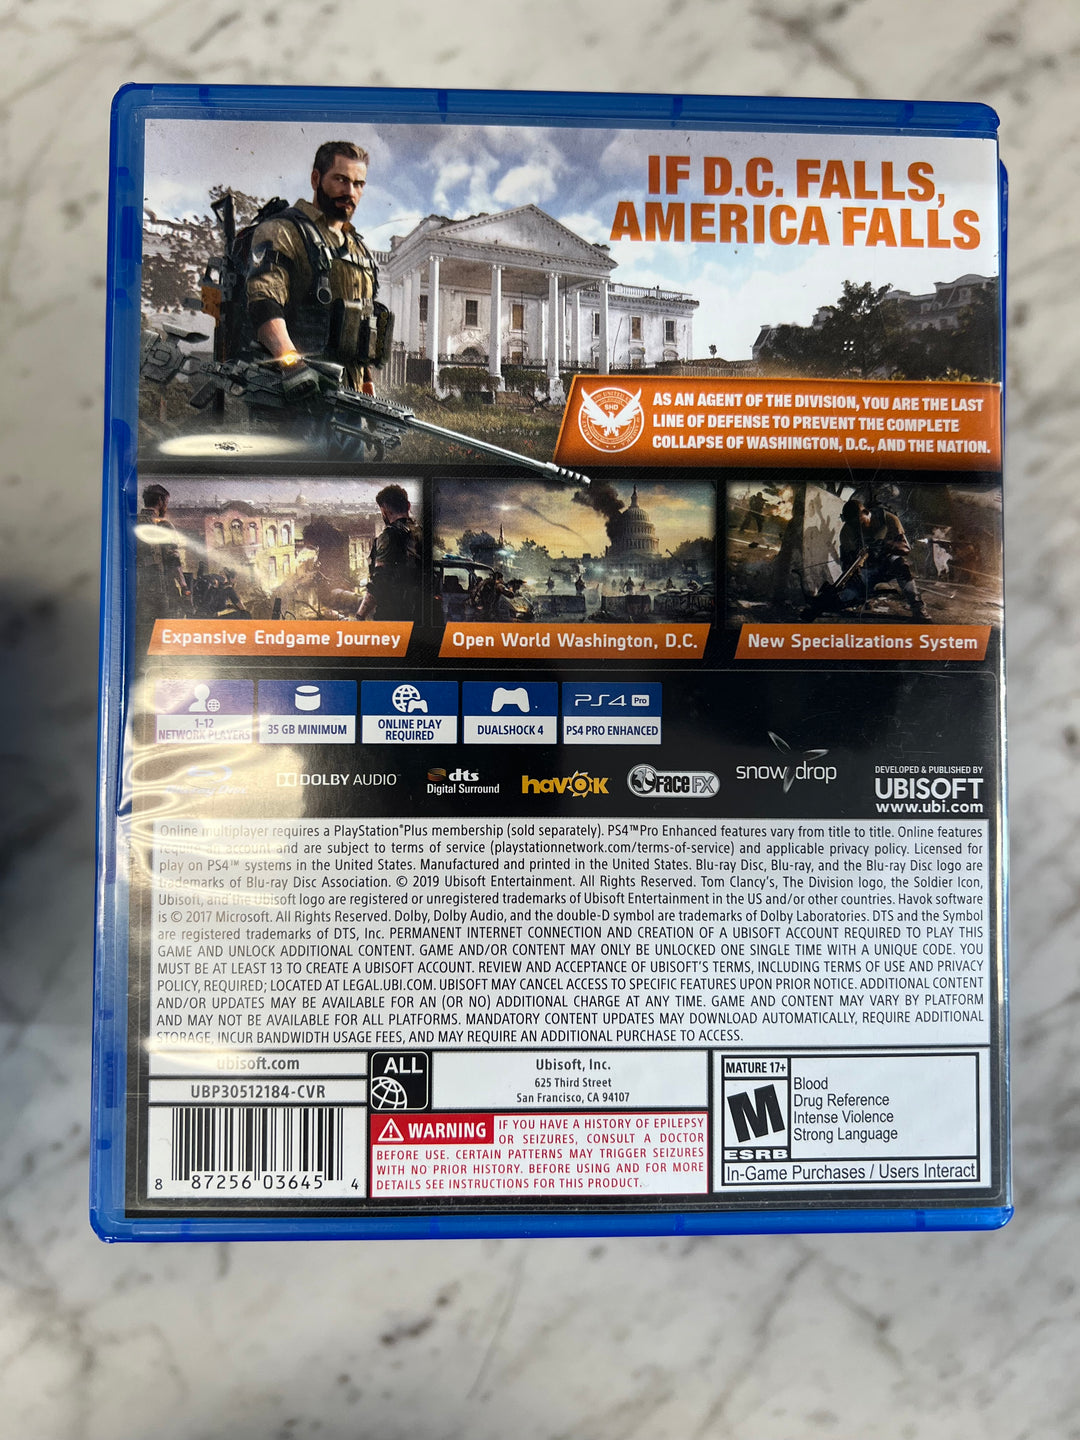 IF D.C. FALLS,
AMERICA FALLS
SHD
AS AN AGENT OF THE DIVISION, YOU ARE THE LAST
LINE OF DEFENSE TO PREVENT THE COMPLETE
COLLAPSE OF WASHINGTON, D.C., AND THE NATION.
Expansive Endgame Journey
Open World Washington, D.C.
New Specializations System
1-12
NETWORK PLAYERS
35 GB MINIMUM
ONLINE PLAY
REQUIRED
DUALSHOCK 4
PS4 Pro
PS4 PRO ENHANCED
DOLBY AUDIO
dts
Digital Surround
havok
FaceFX
snowdrop
DEVELOPED & PUBLISHED BY
UBISOFT
www.ubi.com
Online multiplayer requires a PlayStation®Plus membership (sold separately). PS4™Pro Enhanced features vary from title to title. Online features
require an account and are subject to terms of service (playstationnetwork.com/terms-of-service) and applicable privacy policy. Licensed for
play on PS4™ systems in the United States. Manufactured and printed in the United States. Blu-ray Disc, Blu-ray, and the Blu-ray Disc logo are
trademarks of Blu-ray Disc Association. © 2019 Ubisoft Entertainment. All Rights Reserved. Tom Clancy's, The Division logo, the Soldier Icon,
Ubisoft, and the Ubisoft logo are registered or unregistered trademarks of Ubisoft Entertainment in the US and/or other countries. Havok software
is © 2017 Microsoft. All Rights Reserved. Dolby, Dolby Audio, and the double-D symbol are trademarks of Dolby Laboratories. DTS and the Symbol
are registered trademarks of DTS, Inc. PERMANENT INTERNET CONNECTION AND CREATION OF A UBISOFT ACCOUNT REQUIRED TO PLAY THIS
GAME AND UNLOCK ADDITIONAL CONTENT. GAME AND/OR CONTENT MAY ONLY BE UNLOCKED ONE SINGLE TIME WITH A UNIQUE CODE. YOU
MUST BE AT LEAST 13 TO CREATE A UBISOFT ACCOUNT. REVIEW AND ACCEPTANCE OF UBISOFT'S TERMS, INCLUDING TERMS OF USE AND PRIVACY
POLICY, REQUIRED; LOCATED AT LEGAL.UBI.COM. UBISOFT MAY CANCEL ACCESS TO SPECIFIC FEATURES UPON PRIOR NOTICE. ADDITIONAL CONTENT
AND/OR UPDATES MAY BE AVAILABLE FOR AN (OR NO) ADDITIONAL CHARGE AT ANY TIME. GAME AND CONTENT MAY VARY BY PLATFORM
AND MAY NOT BE AVAILABLE FOR ALL PLATFORMS. MANDATORY CONTENT UPDATES MAY DOWNLOAD AUTOMATICALLY, REQUIRE ADDITIONAL
STORAGE, INCUR BANDWIDTH USAGE FEES, AND MAY REQUIRE AN ADDITIONAL PURCHASE TO ACCESS.
ubisoft.com
UBP30512184-CVR
8 87256 03645 4
ALL
Ubisoft, Inc.
625 Third Street
San Francisco, CA 94107
WARNING IF YOU HAVE A HISTORY OF EPILEPSY
OR SEIZURES, CONSULT A DOCTOR
BEFORE USE. CERTAIN PATTERNS MAY TRIGGER SEIZURES
WITH NO PRIOR HISTORY. BEFORE USING AND FOR MORE
DETAILS SEE INSTRUCTIONS FOR THIS PRODUCT.
MATURE 17+
M
ESRB
Blood
Drug Reference
Intense Violence
Strong Language
In-Game Purchases / Users Interact